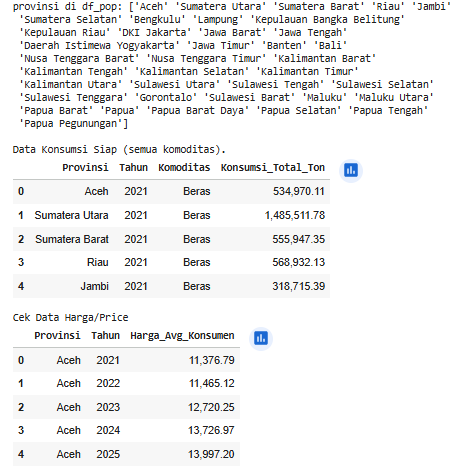 provinsi di df_pop: ['Aceh' 'Sumatera Utara' 'Sumatera Barat' 'Riau' 'Jambi'
'Sumatera Selatan' 'Bengkulu' 'Lampung' 'Kepulauan Bangka Belitung'
'Kepulauan Riau' 'DKI Jakarta' 'Jawa Barat' 'Jawa Tengah'
'Daerah Istimewa Yogyakarta' 'Jawa Timur' 'Banten' 'Bali'
'Nusa Tenggara Barat' 'Nusa Tenggara Timur' 'Kalimantan Barat'
'Kalimantan Tengah' 'Kalimantan Selatan' 'Kalimantan Timur'
'Kalimantan Utara' 'Sulawesi Utara' 'Sulawesi Tengah' 'Sulawesi Selatan'
'Sulawesi Tenggara' 'Gorontalo' 'Sulawesi Barat' 'Maluku' 'Maluku Utara'
'Papua Barat' 'Papua' 'Papua Barat Daya' 'Papua Selatan' 'Papua Tengah'
'Papua Pegunungan']
Data Konsumsi Siap (semua komoditas).
Provinsi Tahun Komoditas Konsumsi_Total_Ton
0 Aceh 2021 Beras 534,970.11
1 Sumatera Utara 2021 Beras 1,485,511.78
2 Sumatera Barat 2021 Beras 555,947.35
3 Riau 2021 Beras 568,932.13
4 Jambi 2021 Beras 318,715.39
Cek Data Harga/Price
Provinsi Tahun Harga_Avg_Konsumen
0 Aceh 2021 11,376.79
1 Aceh 2022 11,465.12
2 Aceh 2023 12,720.25
3 Aceh 2024 13,726.97
4 Aceh 2025 13,997.20